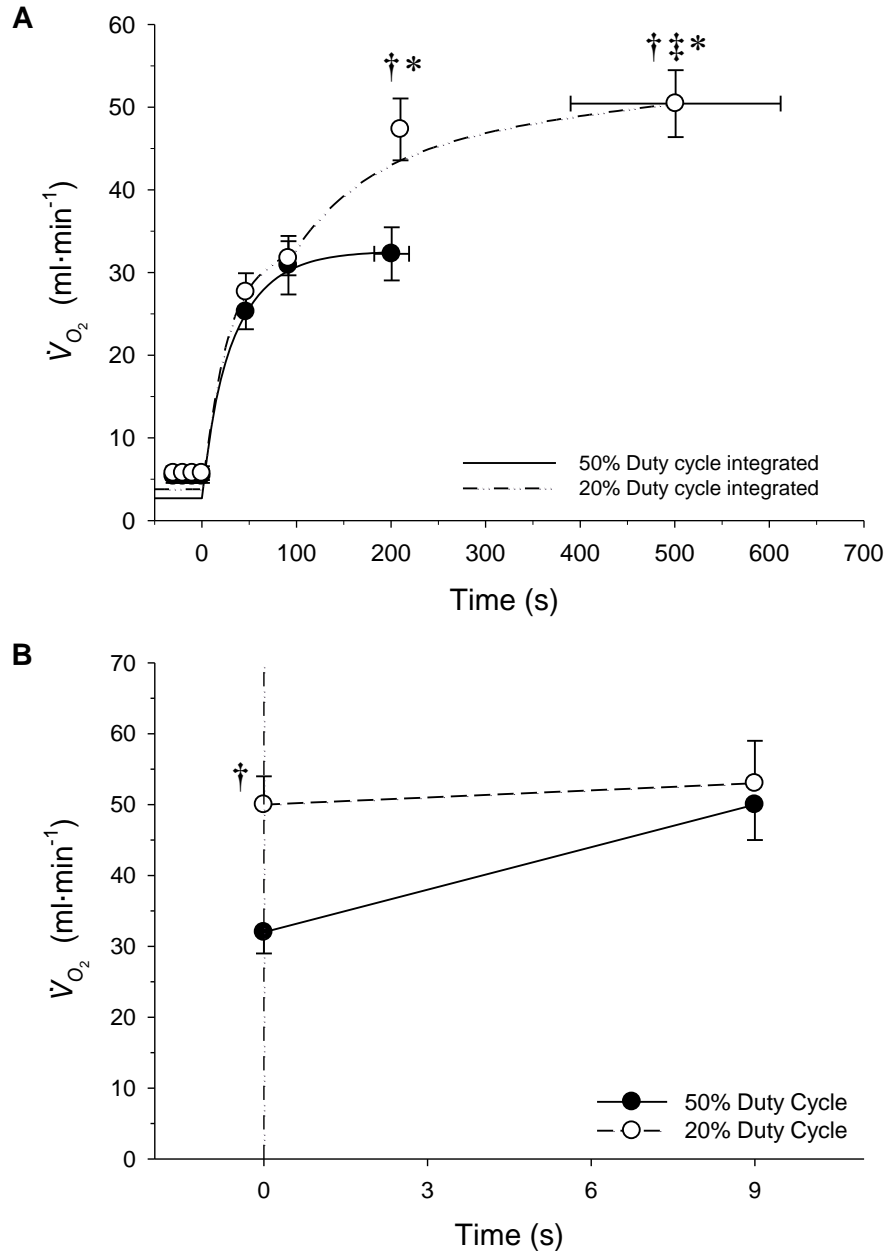 A
60
50
40
30
20
10
0
V̇O₂ (ml·min⁻¹)
†*
†‡*
50% Duty cycle integrated
20% Duty cycle integrated
0 100 200 300 400 500 600 700
Time (s)
B
70
60
50
40
30
20
10
0
V̇O₂ (ml·min⁻¹)
†
50% Duty Cycle
20% Duty Cycle
0 3 6 9
Time (s)